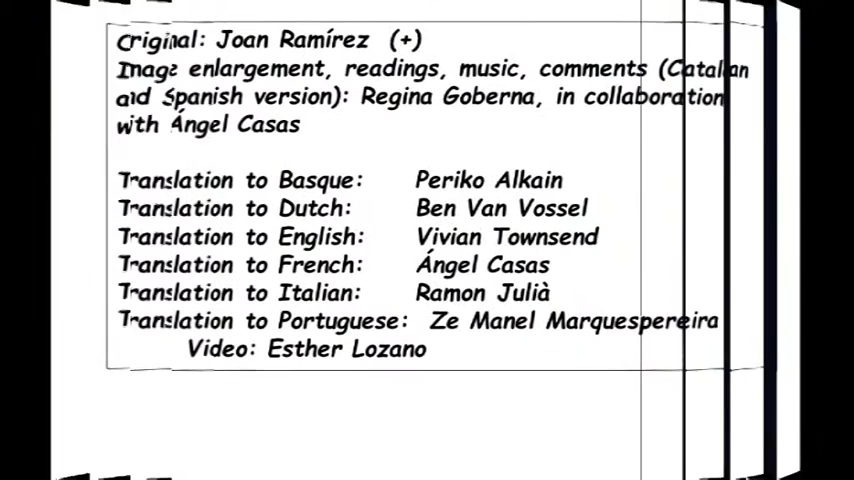 Original: Joan Ramírez (+)
Image enlargement, readings, music, comments (Catalan
and Spanish version): Regina Goberna, in collaboration
with Ángel Casas
Translation to Basque: Periko Alkain
Translation to Dutch: Ben Van Vossel
Translation to English: Vivian Townsend
Translation to French: Ángel Casas
Translation to Italian: Ramon Julià
Translation to Portuguese: Ze Manel Marquespereira
Video: Esther Lozano